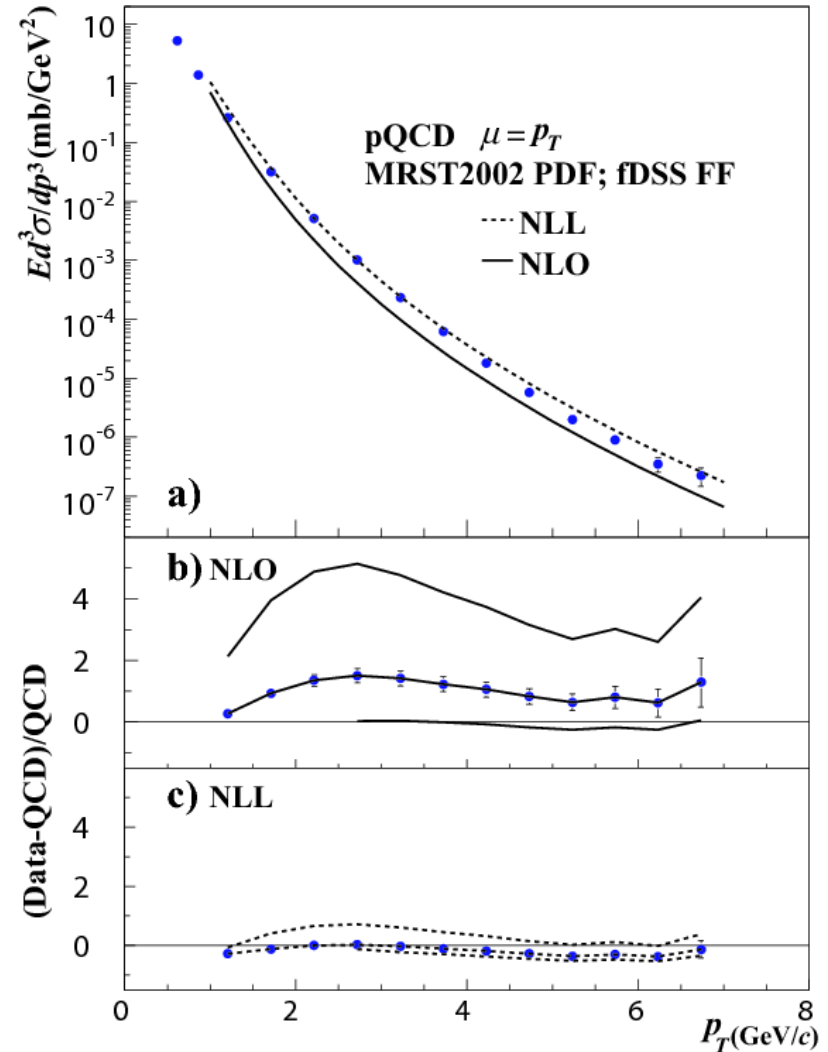 Ed³σ/dp³ (mb/GeV²)
10
1
10⁻¹
10⁻²
10⁻³
10⁻⁴
10⁻⁵
10⁻⁶
10⁻⁷
pQCD μ = p_T
MRST2002 PDF; fDSS FF
NLL
NLO
a)
b) NLO
4
2
0
(Data-QCD)/QCD
c) NLL
4
2
0
0 2 4 6 8
p_T (GeV/c)